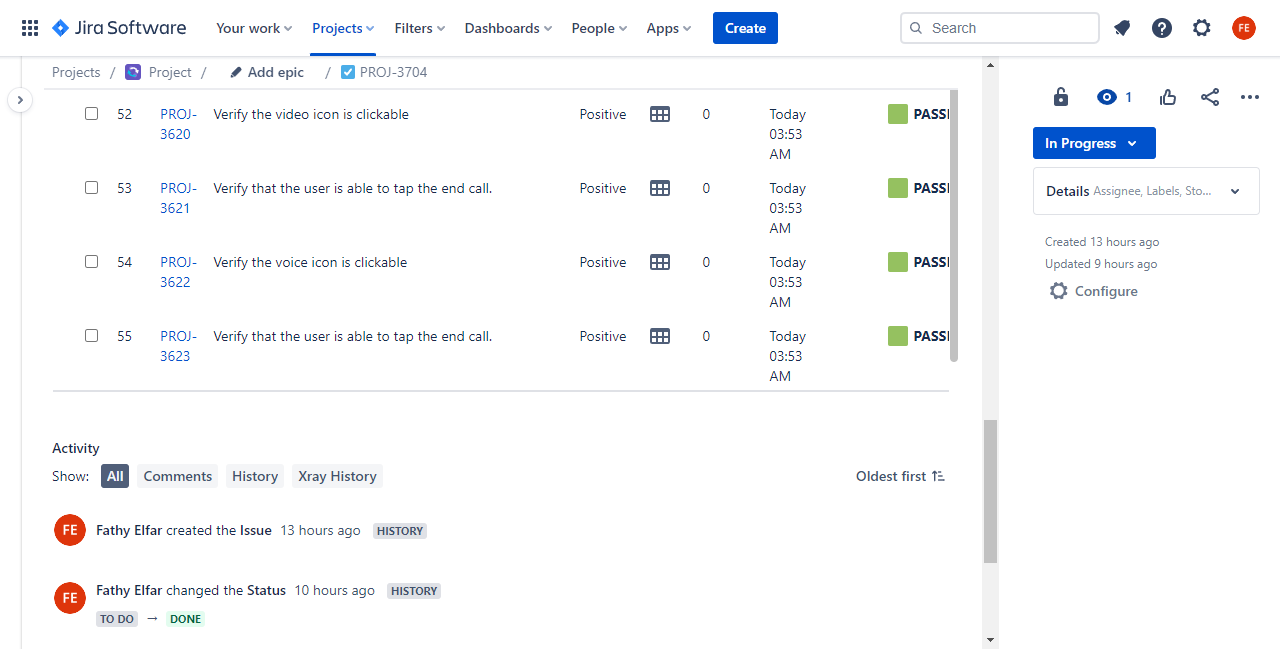 Jira Software Your work Projects Filters Dashboards People Apps Create Search FE
Projects / Project / Add epic / PROJ-3704
1
52 PROJ- Verify the video icon is clickable Positive 0 Today PASS
3620 03:53
AM
53 PROJ- Verify that the user is able to tap the end call. Positive 0 Today PASS
3621 03:53
AM
54 PROJ- Verify the voice icon is clickable Positive 0 Today PASS
3622 03:53
AM
55 PROJ- Verify that the user is able to tap the end call. Positive 0 Today PASS
3623 03:53
AM
In Progress
Details Assignee, Labels, Sto...
Created 13 hours ago
Updated 9 hours ago
Configure
Activity
Show: All Comments History Xray History Oldest first
FE Fathy Elfar created the Issue 13 hours ago HISTORY
FE Fathy Elfar changed the Status 10 hours ago HISTORY
TO DO → DONE